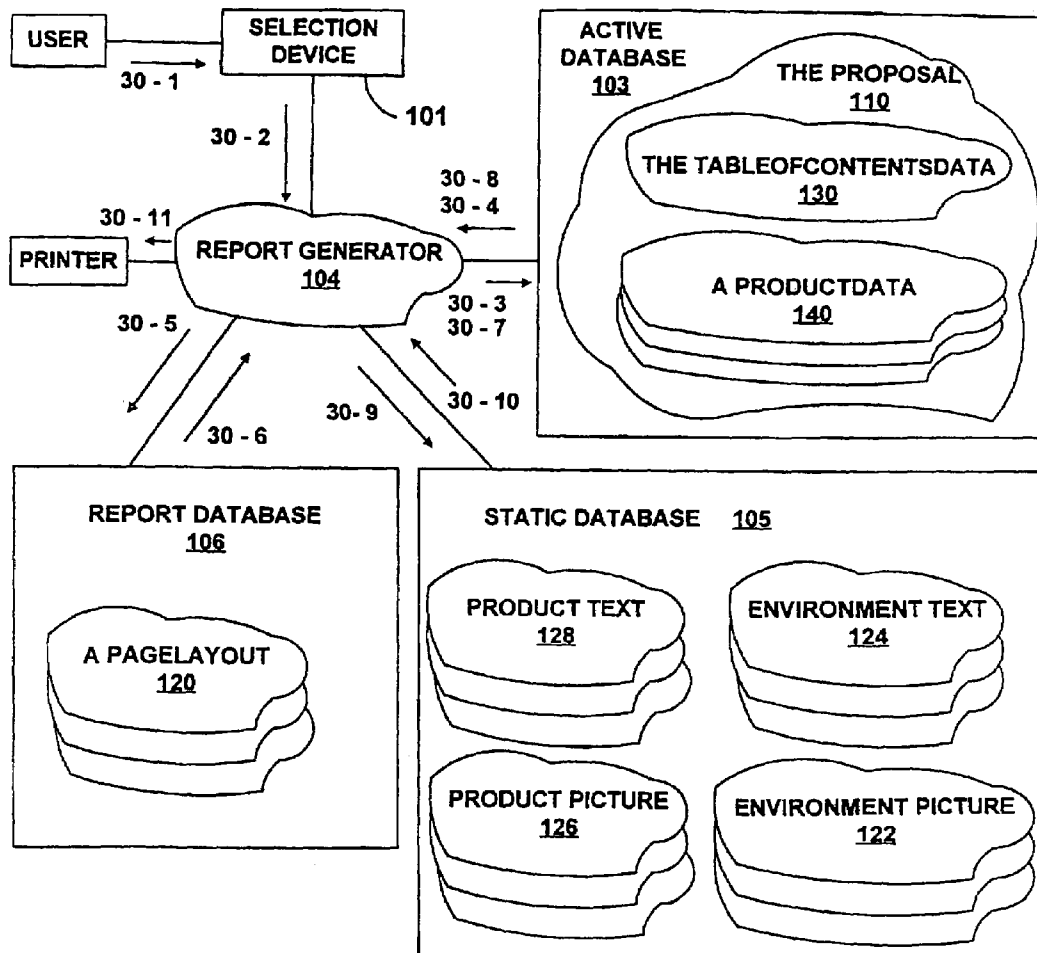 USER
SELECTION
DEVICE
101
30 - 1
30 - 2
ACTIVE
DATABASE
103
THE PROPOSAL
110
THE TABLEOFCONTENTSDATA
130
A PRODUCTDATA
140
30 - 8
30 - 4
30 - 11
PRINTER
REPORT GENERATOR
104
30 - 3
30 - 7
30 - 5
30 - 6
30- 9
30 - 10
REPORT DATABASE
106
A PAGELAYOUT
120
STATIC DATABASE 105
PRODUCT TEXT
128
ENVIRONMENT TEXT
124
PRODUCT PICTURE
126
ENVIRONMENT PICTURE
122